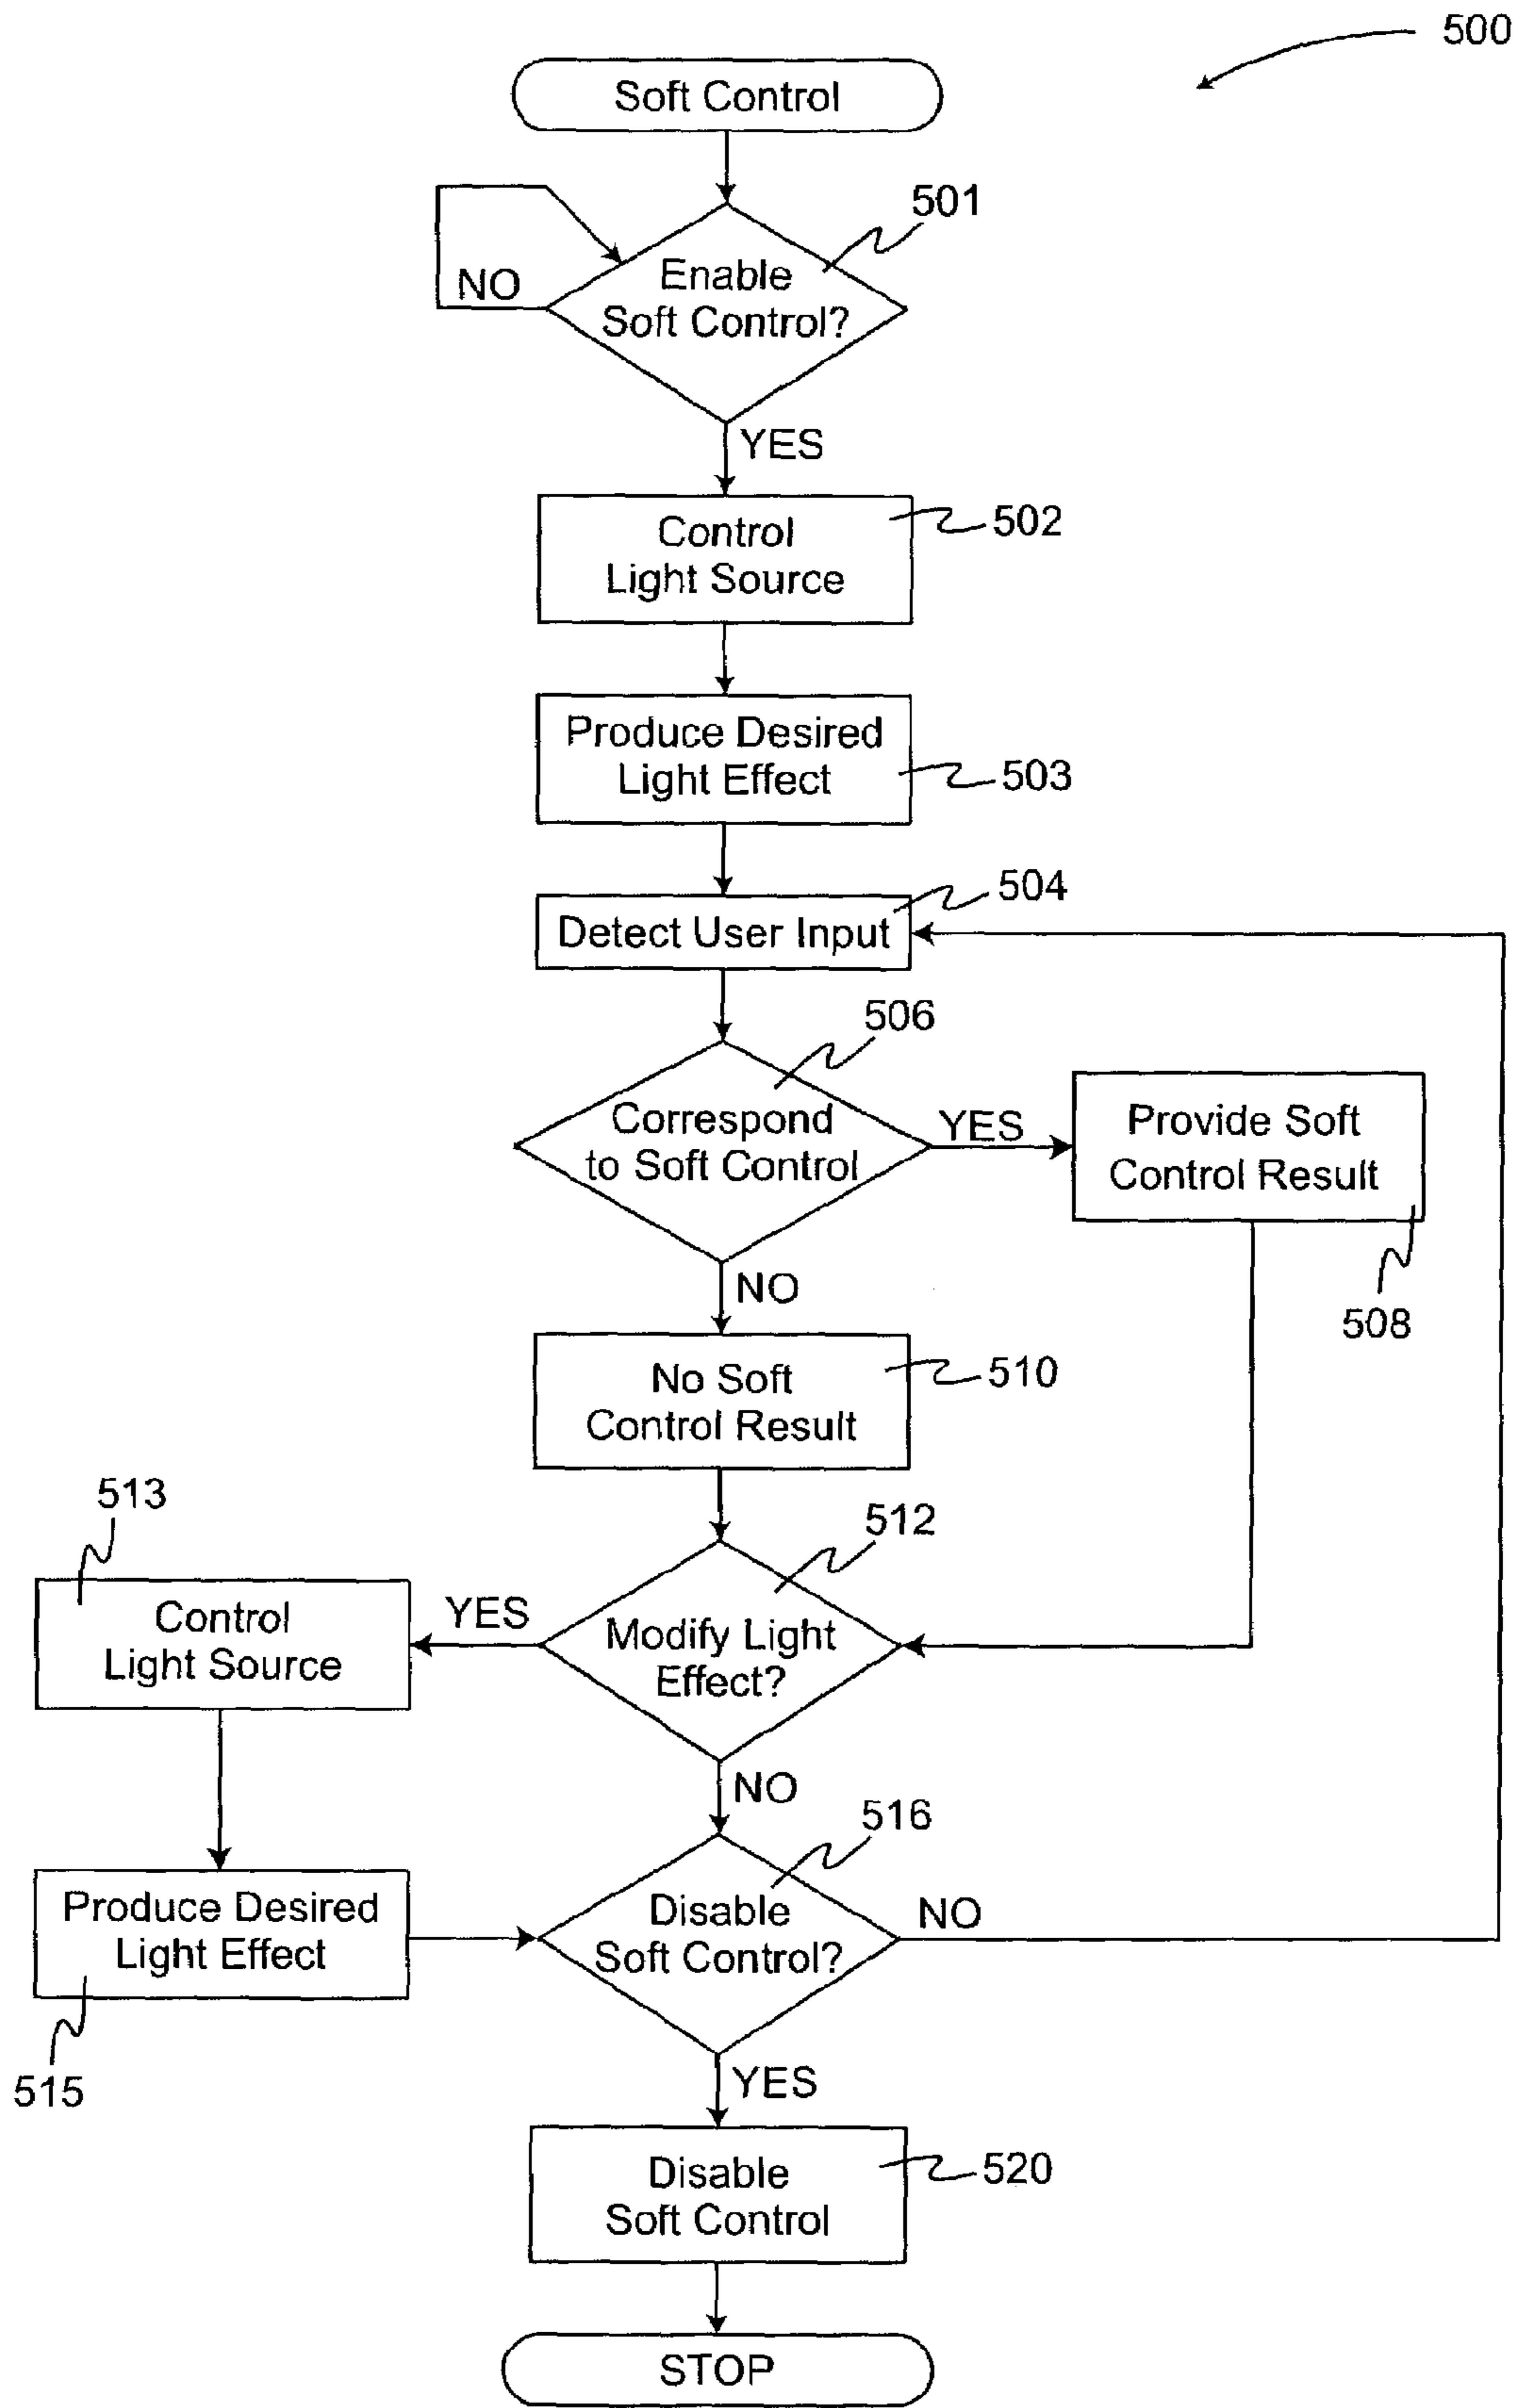 500
Soft Control
501
Enable
Soft Control?
NO
YES
Control
Light Source
502
Produce Desired
Light Effect
503
504
Detect User Input
506
Correspond
to Soft Control
YES
Provide Soft
Control Result
508
NO
No Soft
Control Result
510
513
512
Control
Light Source
YES
Modify Light
Effect?
NO
516
Produce Desired
Light Effect
515
Disable
Soft Control?
NO
YES
Disable
Soft Control
520
STOP